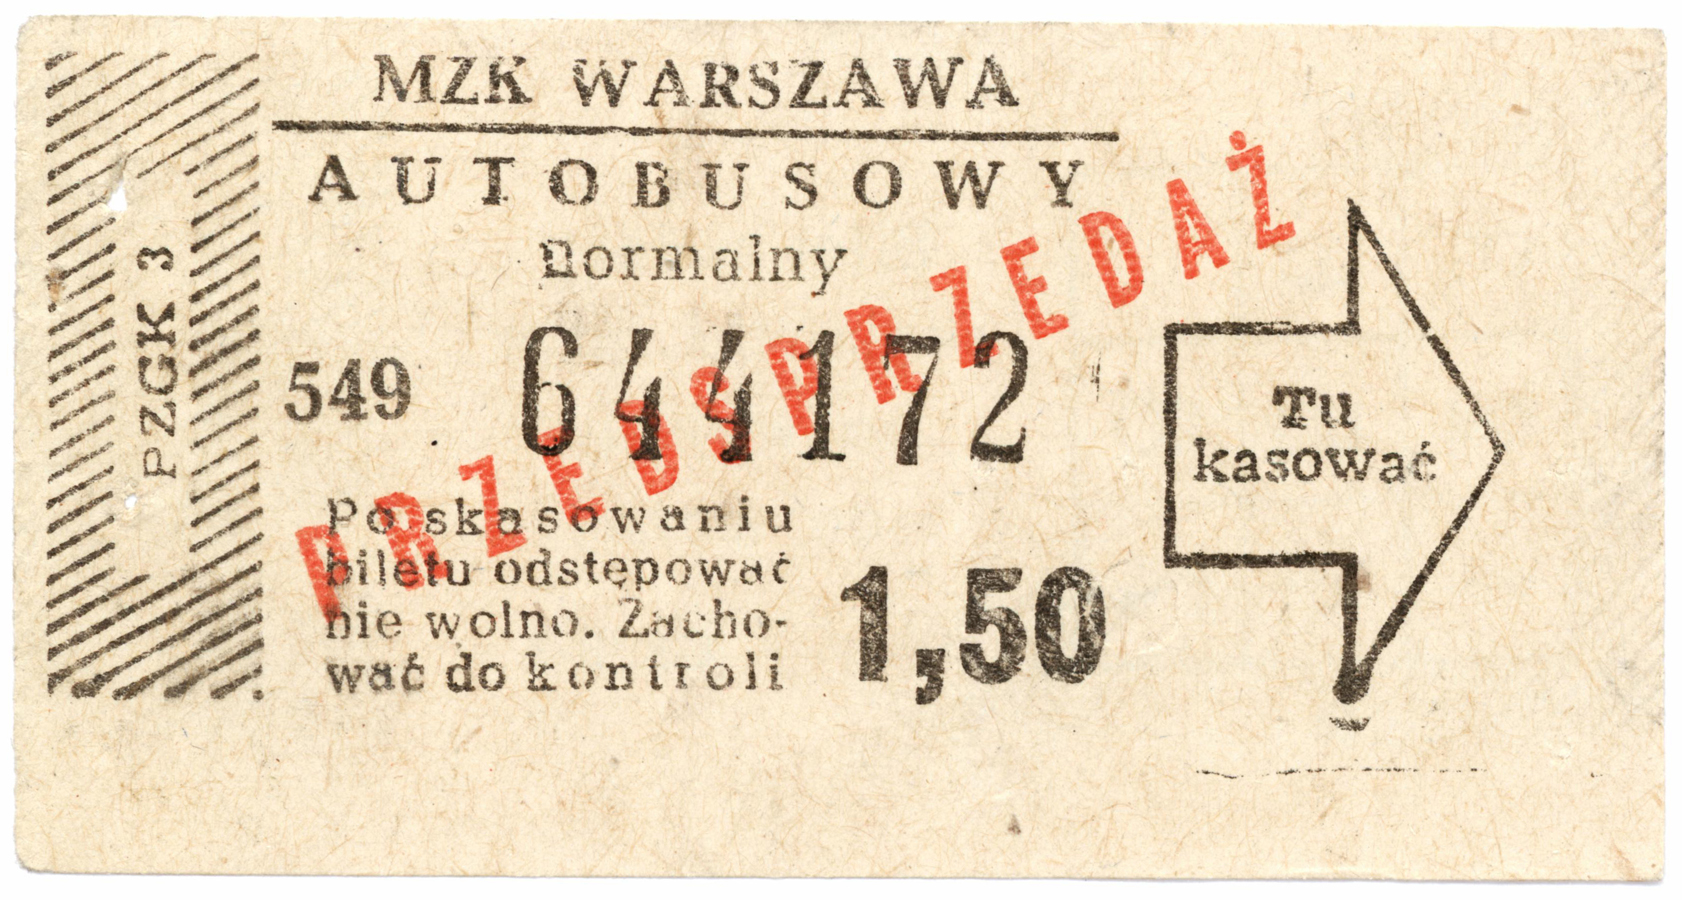 MZK WARSZAWA
AUTOBUSOWY
normalny
PZGK 3
549 644172
PRZEDSPRZEDAŻ
Po skasowaniu
biletu odstępować
nie wolno. Zacho-
wać do kontroli
1,50
Tu
kasować